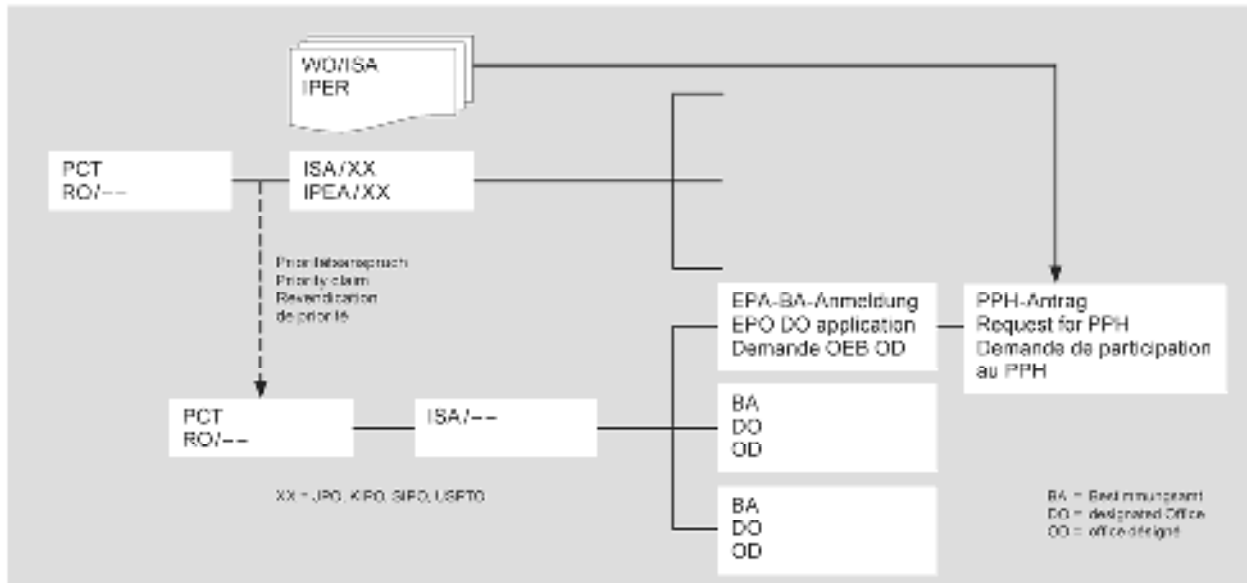 WO/ISA
IPER
PCT
RO/––
ISA/XX
IPEA/XX
Prioritätsanspruch
Priority claim
Revendication
de priorité
EPA-BA-Anmeldung
EPO DO application
Demande OEB OD
PPH-Antrag
Request for PPH
Demande de participation
au PPH
PCT
RO/––
ISA/––
BA
DO
OD
XX = JPO, KIPO, SIPO, USPTO
BA
DO
OD
BA = Bestimmungsamt
DO = designated Office
OD = office désigné